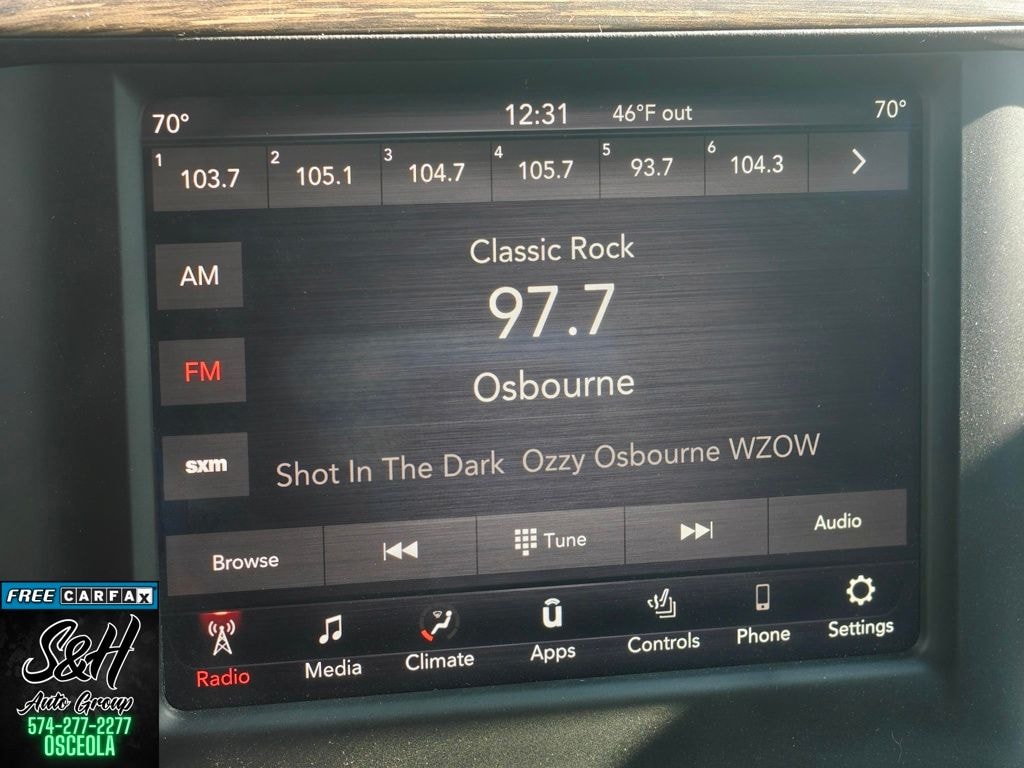 70° 12:31 46°F out 70°
1 103.7 2 105.1 3 104.7 4 105.7 5 93.7 6 104.3
Classic Rock
AM
97.7
FM
Osbourne
sxm
Shot In The Dark Ozzy Osbourne WZOW
Browse Tune Audio
Radio Media Climate Apps Controls Phone Settings
FREE CARFAX
S&H
Auto Group
574-277-2277
OSCEOLA